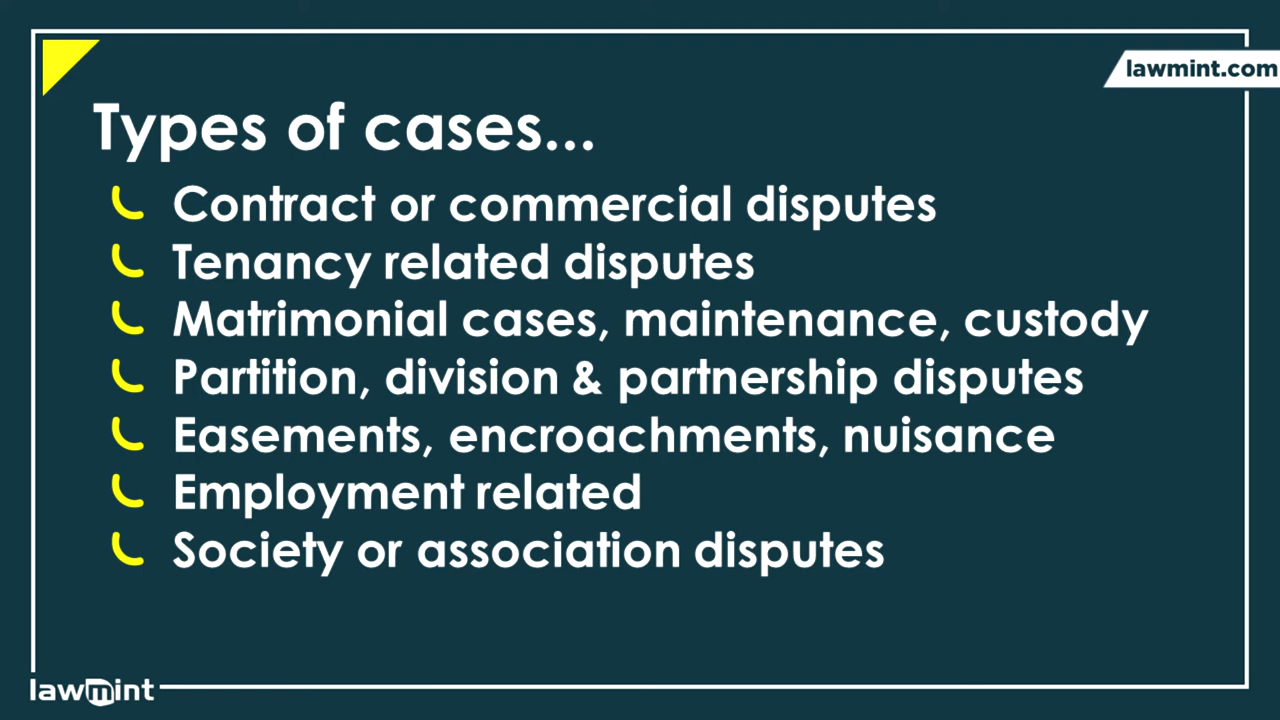 lawmint.com
Types of cases...
Contract or commercial disputes
Tenancy related disputes
Matrimonial cases, maintenance, custody
Partition, division & partnership disputes
Easements, encroachments, nuisance
Employment related
Society or association disputes
lawmint